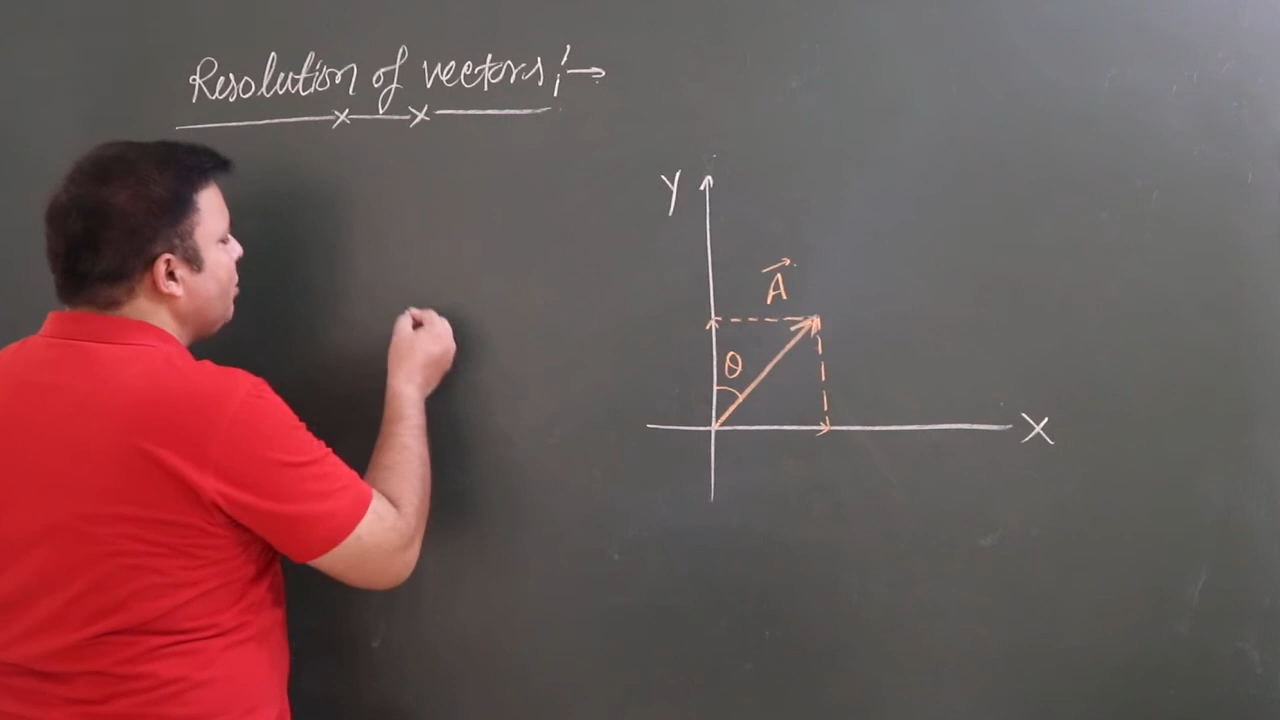 Resolution of vectors :→
Y
A⃗
θ
X